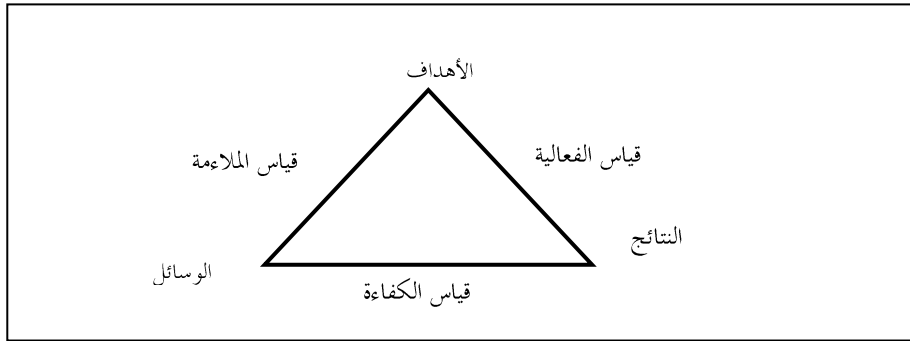 الأهداف
قياس الفعالية
قياس الملاءمة
النتائج
الوسائل
قياس الكفاءة